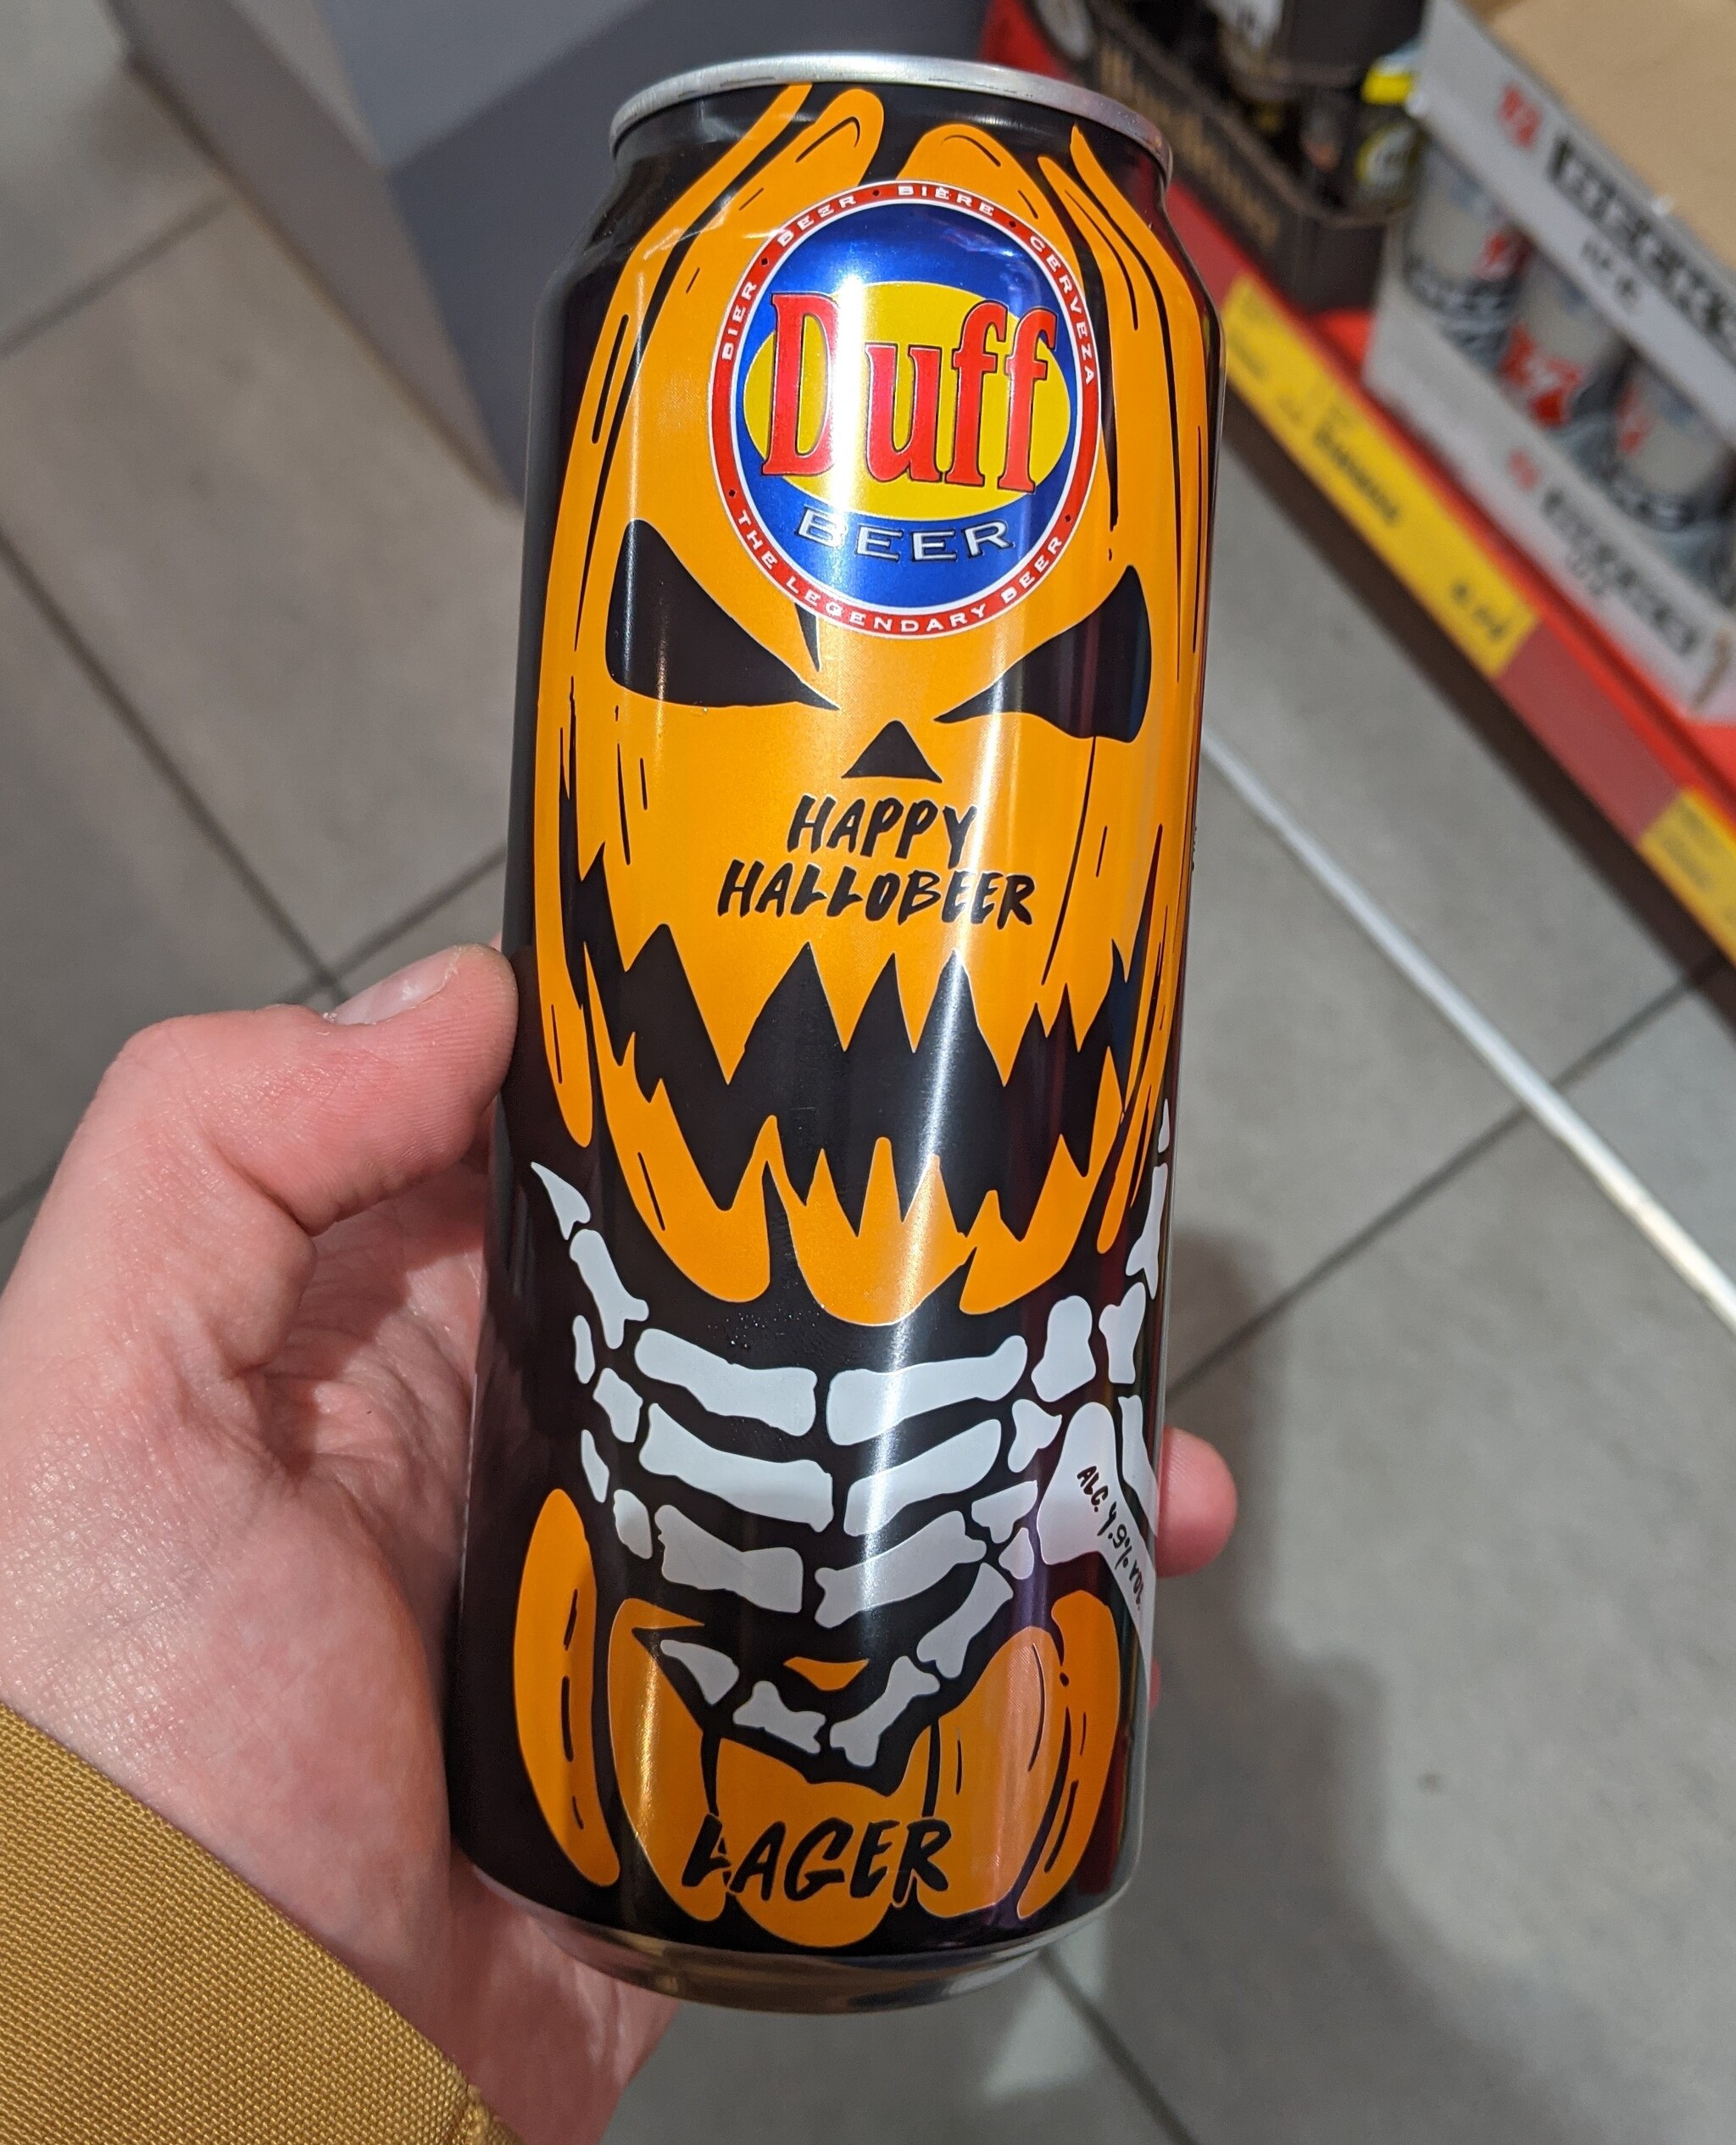 BIER • BEER • BIÈRE • CERVEZA
Duff
BEER
THE LEGENDARY BEER
HAPPY
HALLOBEER
ALC. 4.9% VOL.
LAGER